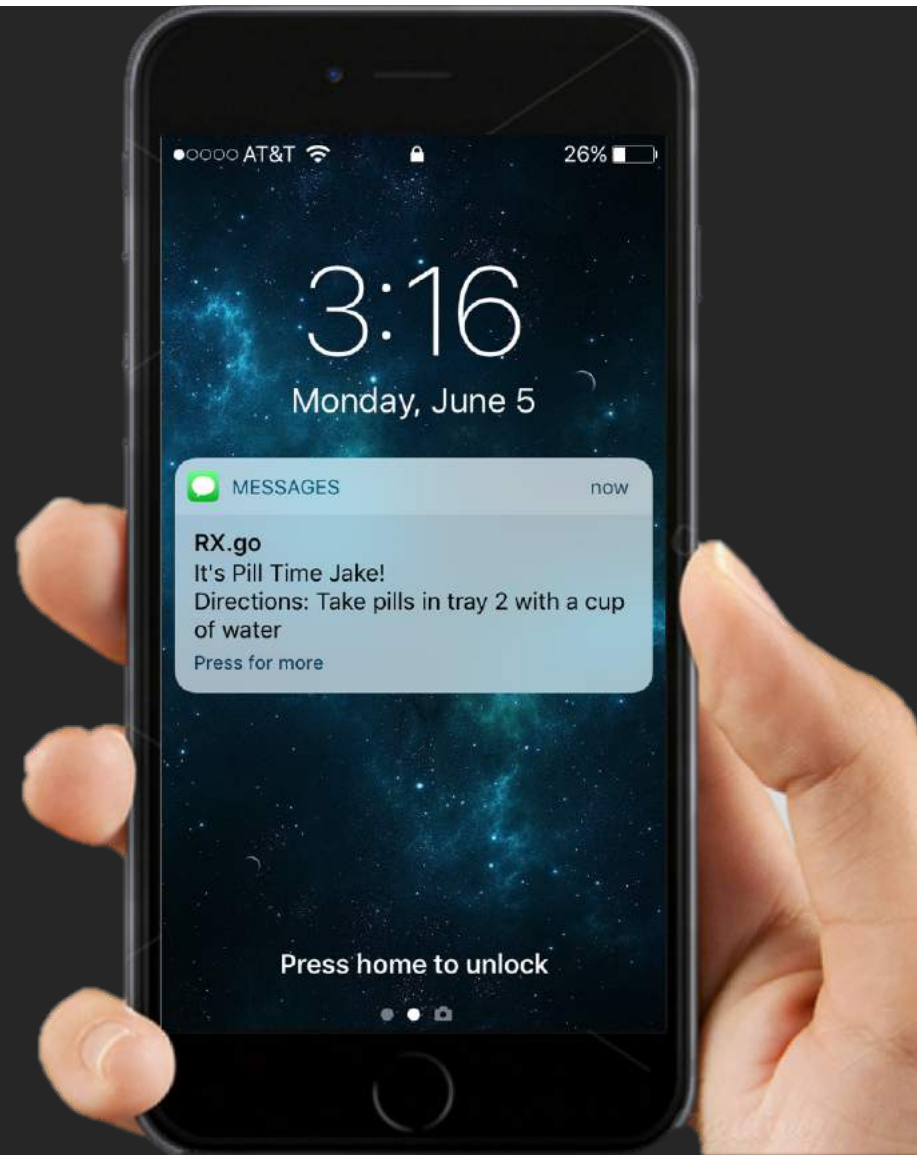 AT&T 26%
3:16
Monday, June 5
MESSAGES now
RX.go
It's Pill Time Jake!
Directions: Take pills in tray 2 with a cup
of water
Press for more
Press home to unlock